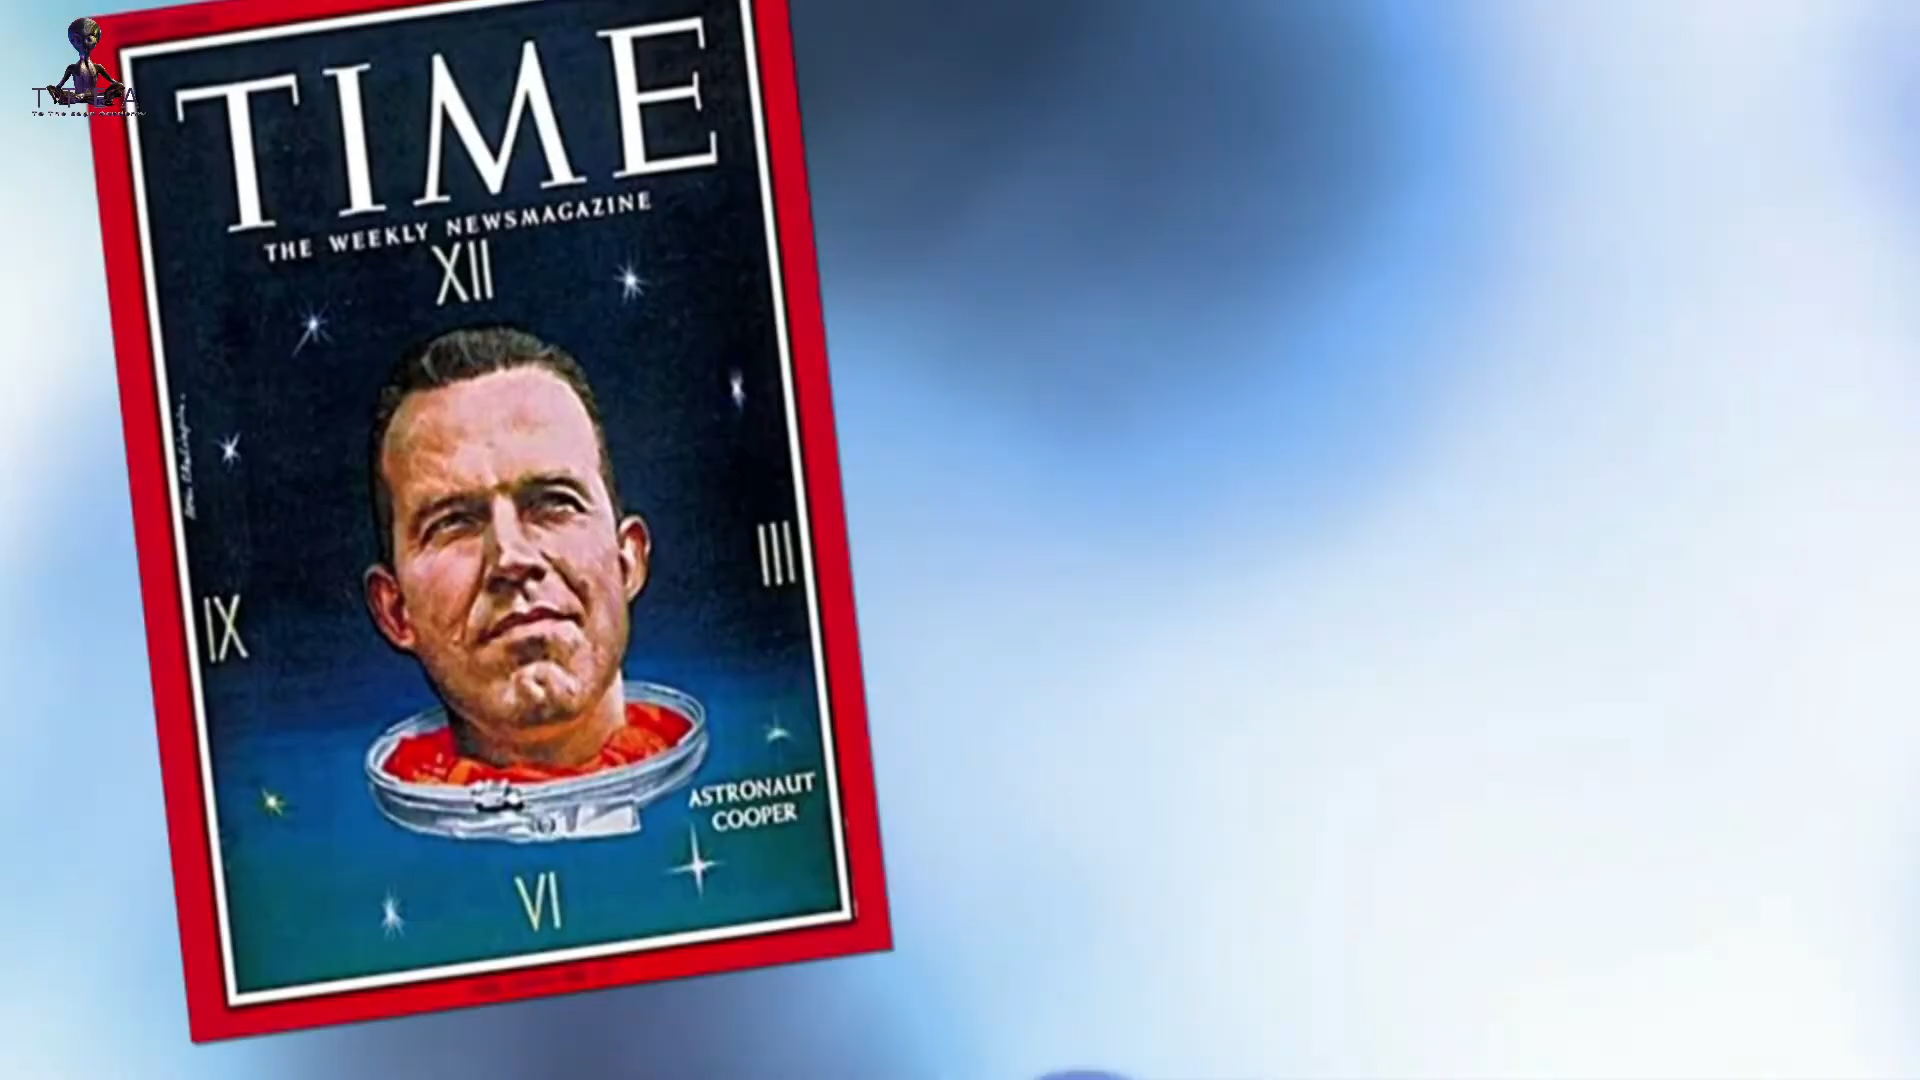 TIME
THE WEEKLY NEWSMAGAZINE
XII
III
IX
ASTRONAUT
COOPER
VI